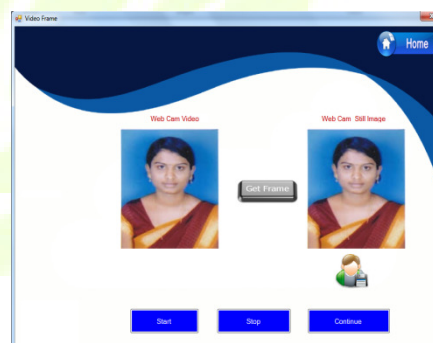 Video Frame
Home
Web Cam Video
Web Cam Still Image
Get Frame
Start
Stop
Continue